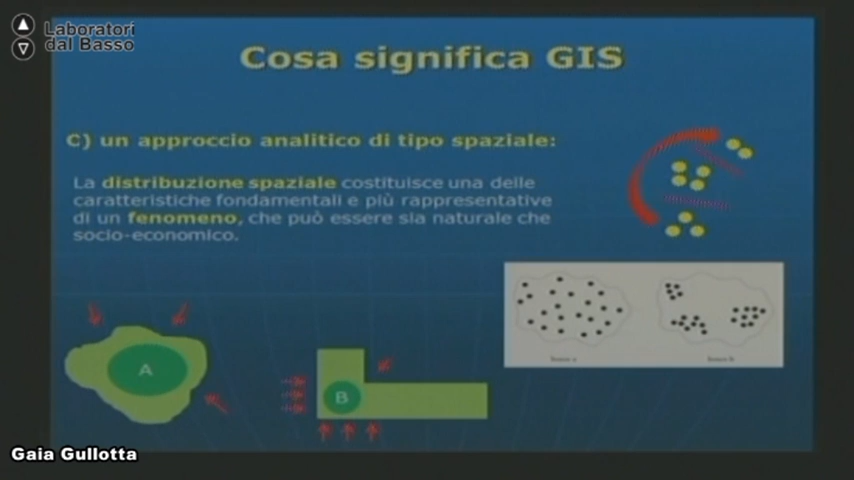 Laboratori
dal Basso
Cosa significa GIS
C) un approccio analitico di tipo spaziale:
La distribuzione spaziale costituisce una delle
caratteristiche fondamentali e più rappresentative
di un fenomeno, che può essere sia naturale che
socio-economico.
A
B
Gaia Gullotta